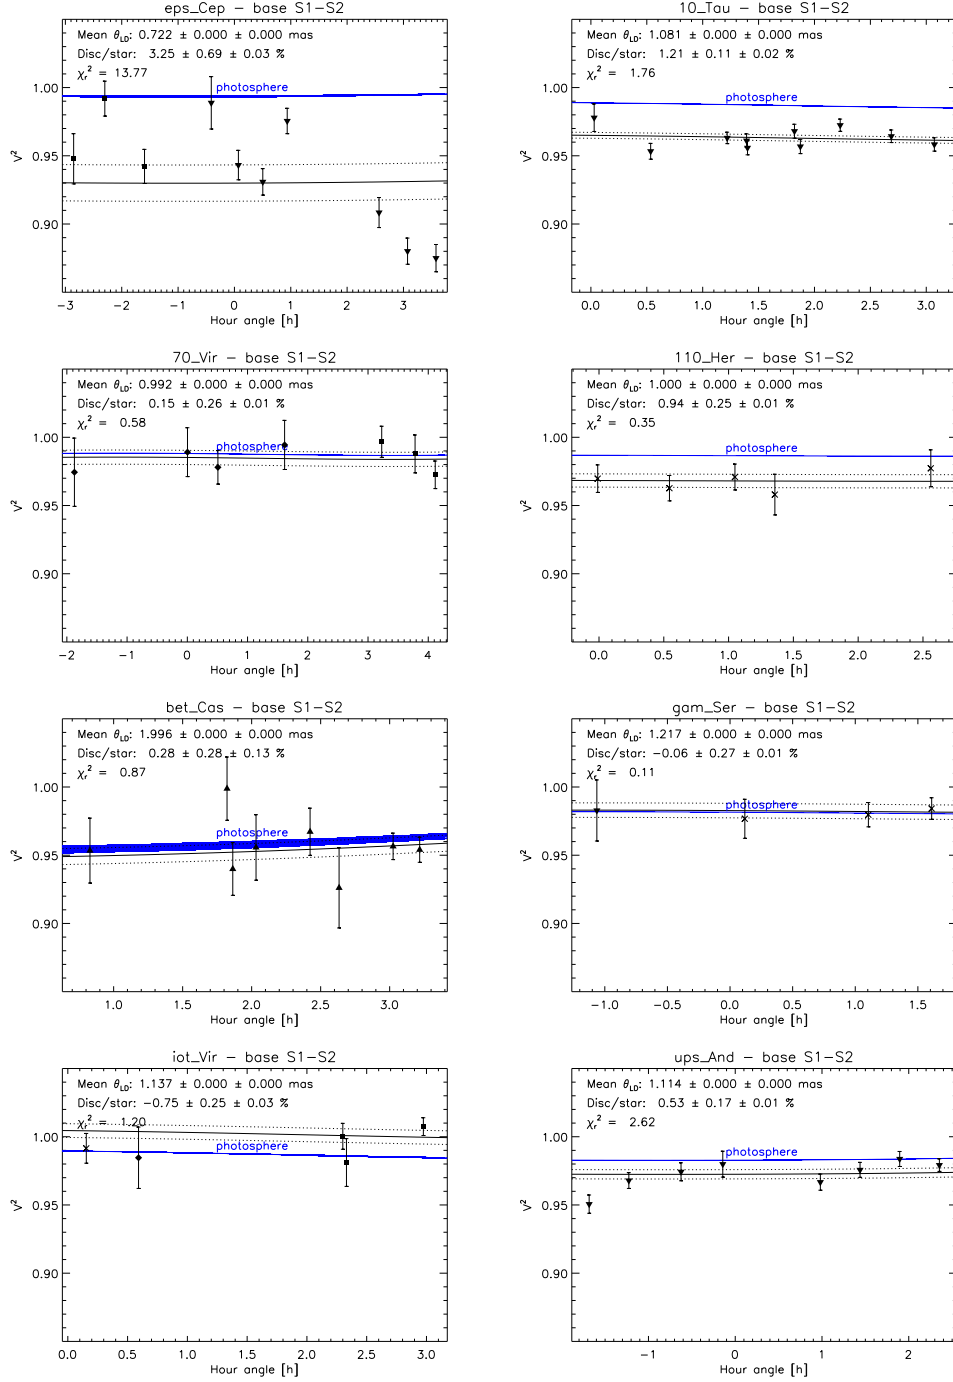 eps_Cep – base S1–S2
Mean θLD: 0.722 ± 0.000 ± 0.000 mas
Disc/star: 3.25 ± 0.69 ± 0.03 %
χr² = 13.77
photosphere
1.00
0.95
0.90
V²
−3 −2 −1 0 1 2 3
Hour angle [h]
10_Tau – base S1–S2
Mean θLD: 1.081 ± 0.000 ± 0.000 mas
Disc/star: 1.21 ± 0.11 ± 0.02 %
χr² = 1.76
photosphere
1.00
0.95
0.90
V²
0.0 0.5 1.0 1.5 2.0 2.5 3.0
Hour angle [h]
70_Vir – base S1–S2
Mean θLD: 0.992 ± 0.000 ± 0.000 mas
Disc/star: 0.15 ± 0.26 ± 0.01 %
χr² = 0.58
photosphere
1.00
0.95
0.90
V²
−2 −1 0 1 2 3 4
Hour angle [h]
110_Her – base S1–S2
Mean θLD: 1.000 ± 0.000 ± 0.000 mas
Disc/star: 0.94 ± 0.25 ± 0.01 %
χr² = 0.35
photosphere
1.00
0.95
0.90
V²
0.0 0.5 1.0 1.5 2.0 2.5
Hour angle [h]
bet_Cas – base S1–S2
Mean θLD: 1.996 ± 0.000 ± 0.000 mas
Disc/star: 0.28 ± 0.28 ± 0.13 %
χr² = 0.87
photosphere
1.00
0.95
0.90
V²
1.0 1.5 2.0 2.5 3.0
Hour angle [h]
gam_Ser – base S1–S2
Mean θLD: 1.217 ± 0.000 ± 0.000 mas
Disc/star: −0.06 ± 0.27 ± 0.01 %
χr² = 0.11
photosphere
1.00
0.95
0.90
V²
−1.0 −0.5 0.0 0.5 1.0 1.5
Hour angle [h]
iot_Vir – base S1–S2
Mean θLD: 1.137 ± 0.000 ± 0.000 mas
Disc/star: −0.75 ± 0.25 ± 0.03 %
χr² = 1.20
photosphere
1.00
0.95
0.90
V²
0.0 0.5 1.0 1.5 2.0 2.5 3.0
Hour angle [h]
ups_And – base S1–S2
Mean θLD: 1.114 ± 0.000 ± 0.000 mas
Disc/star: 0.53 ± 0.17 ± 0.01 %
χr² = 2.62
photosphere
1.00
0.95
0.90
V²
−1 0 1 2
Hour angle [h]